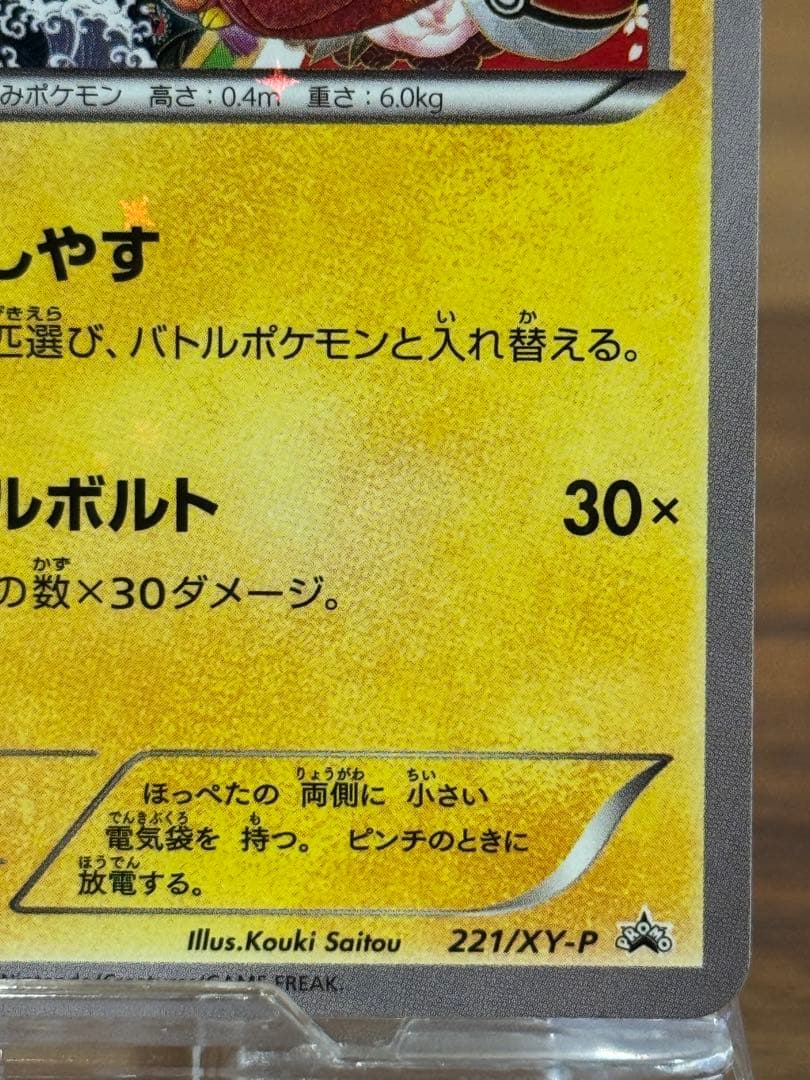 みポケモン 高さ：0.4m 重さ：6.0kg
しやす
匹選び、バトルポケモンと入れ替える。
ルボルト 30×
の数×30ダメージ。
ほっぺたの 両側に 小さい
電気袋を 持つ。 ピンチのときに
放電する。
Illus.Kouki Saitou 221/XY-P PROMO
Nintendo/Creatures/GAME FREAK.